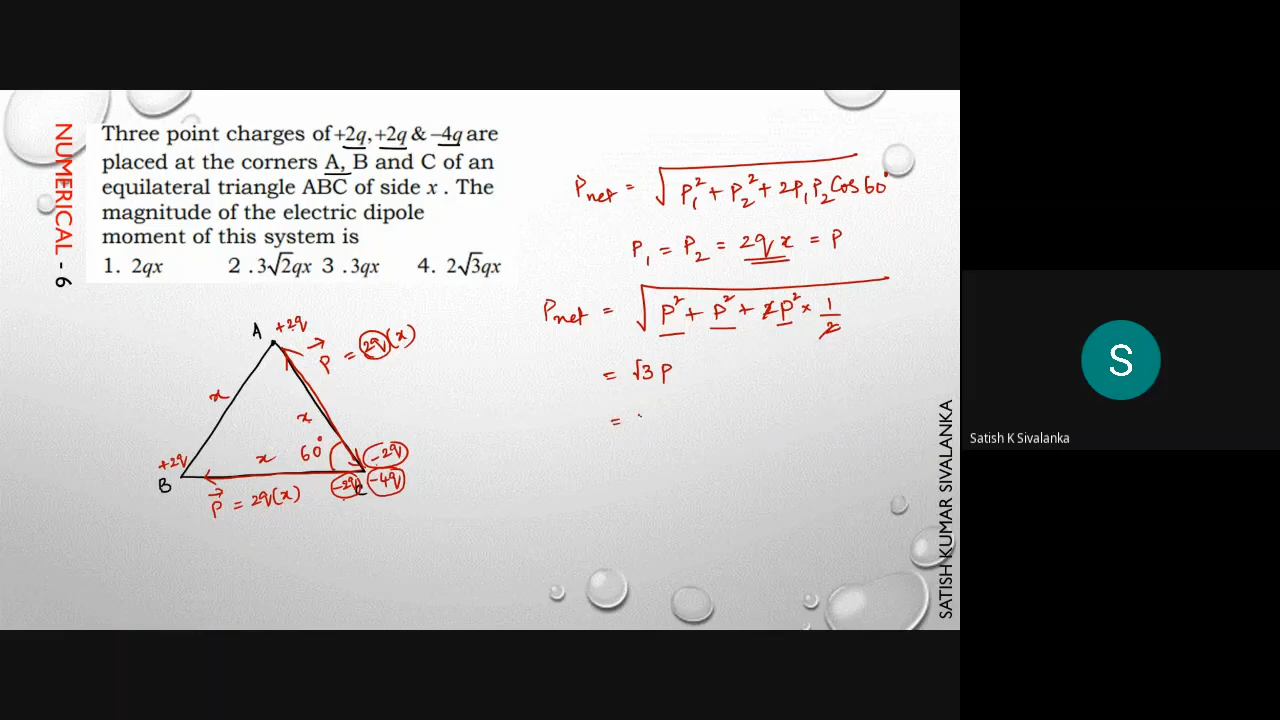 NUMERICAL - 6
Three point charges of +2q, +2q & –4q are
placed at the corners A, B and C of an
equilateral triangle ABC of side x . The
magnitude of the electric dipole
moment of this system is
1. 2qx 2 . 3√2qx 3 . 3qx 4. 2√3qx
A +2q
P⃗ = 2q(x)
x
x
60°
x
+2q
B
-2q
-2q
-4q
C
P⃗ = 2q(x)
Pnet = √(P₁² + P₂² + 2P₁P₂ Cos60°)
P₁ = P₂ = 2q x = P
Pnet = √(P² + P² + 2P² × 1/2)
= √3 P
=
SATISH KUMAR SIVALANKA
S
Satish K Sivalanka